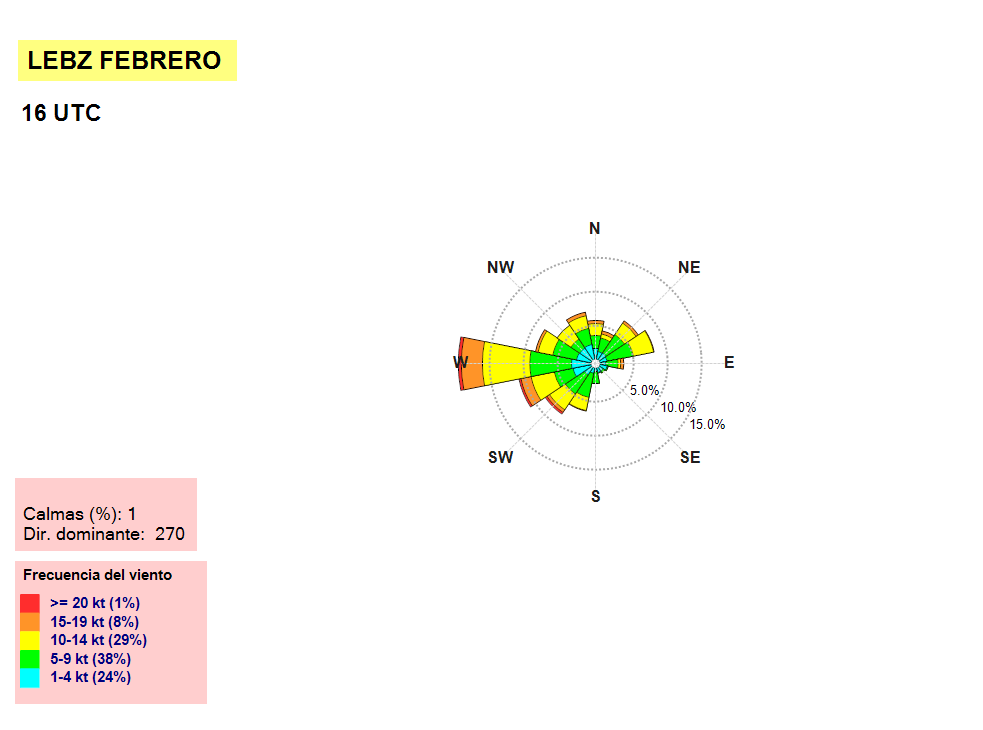 LEBZ FEBRERO
16 UTC
N
NW
NE
W
E
5.0%
10.0%
15.0%
SW
SE
S
Calmas (%): 1
Dir. dominante: 270
Frecuencia del viento
>= 20 kt (1%)
15-19 kt (8%)
10-14 kt (29%)
5-9 kt (38%)
1-4 kt (24%)